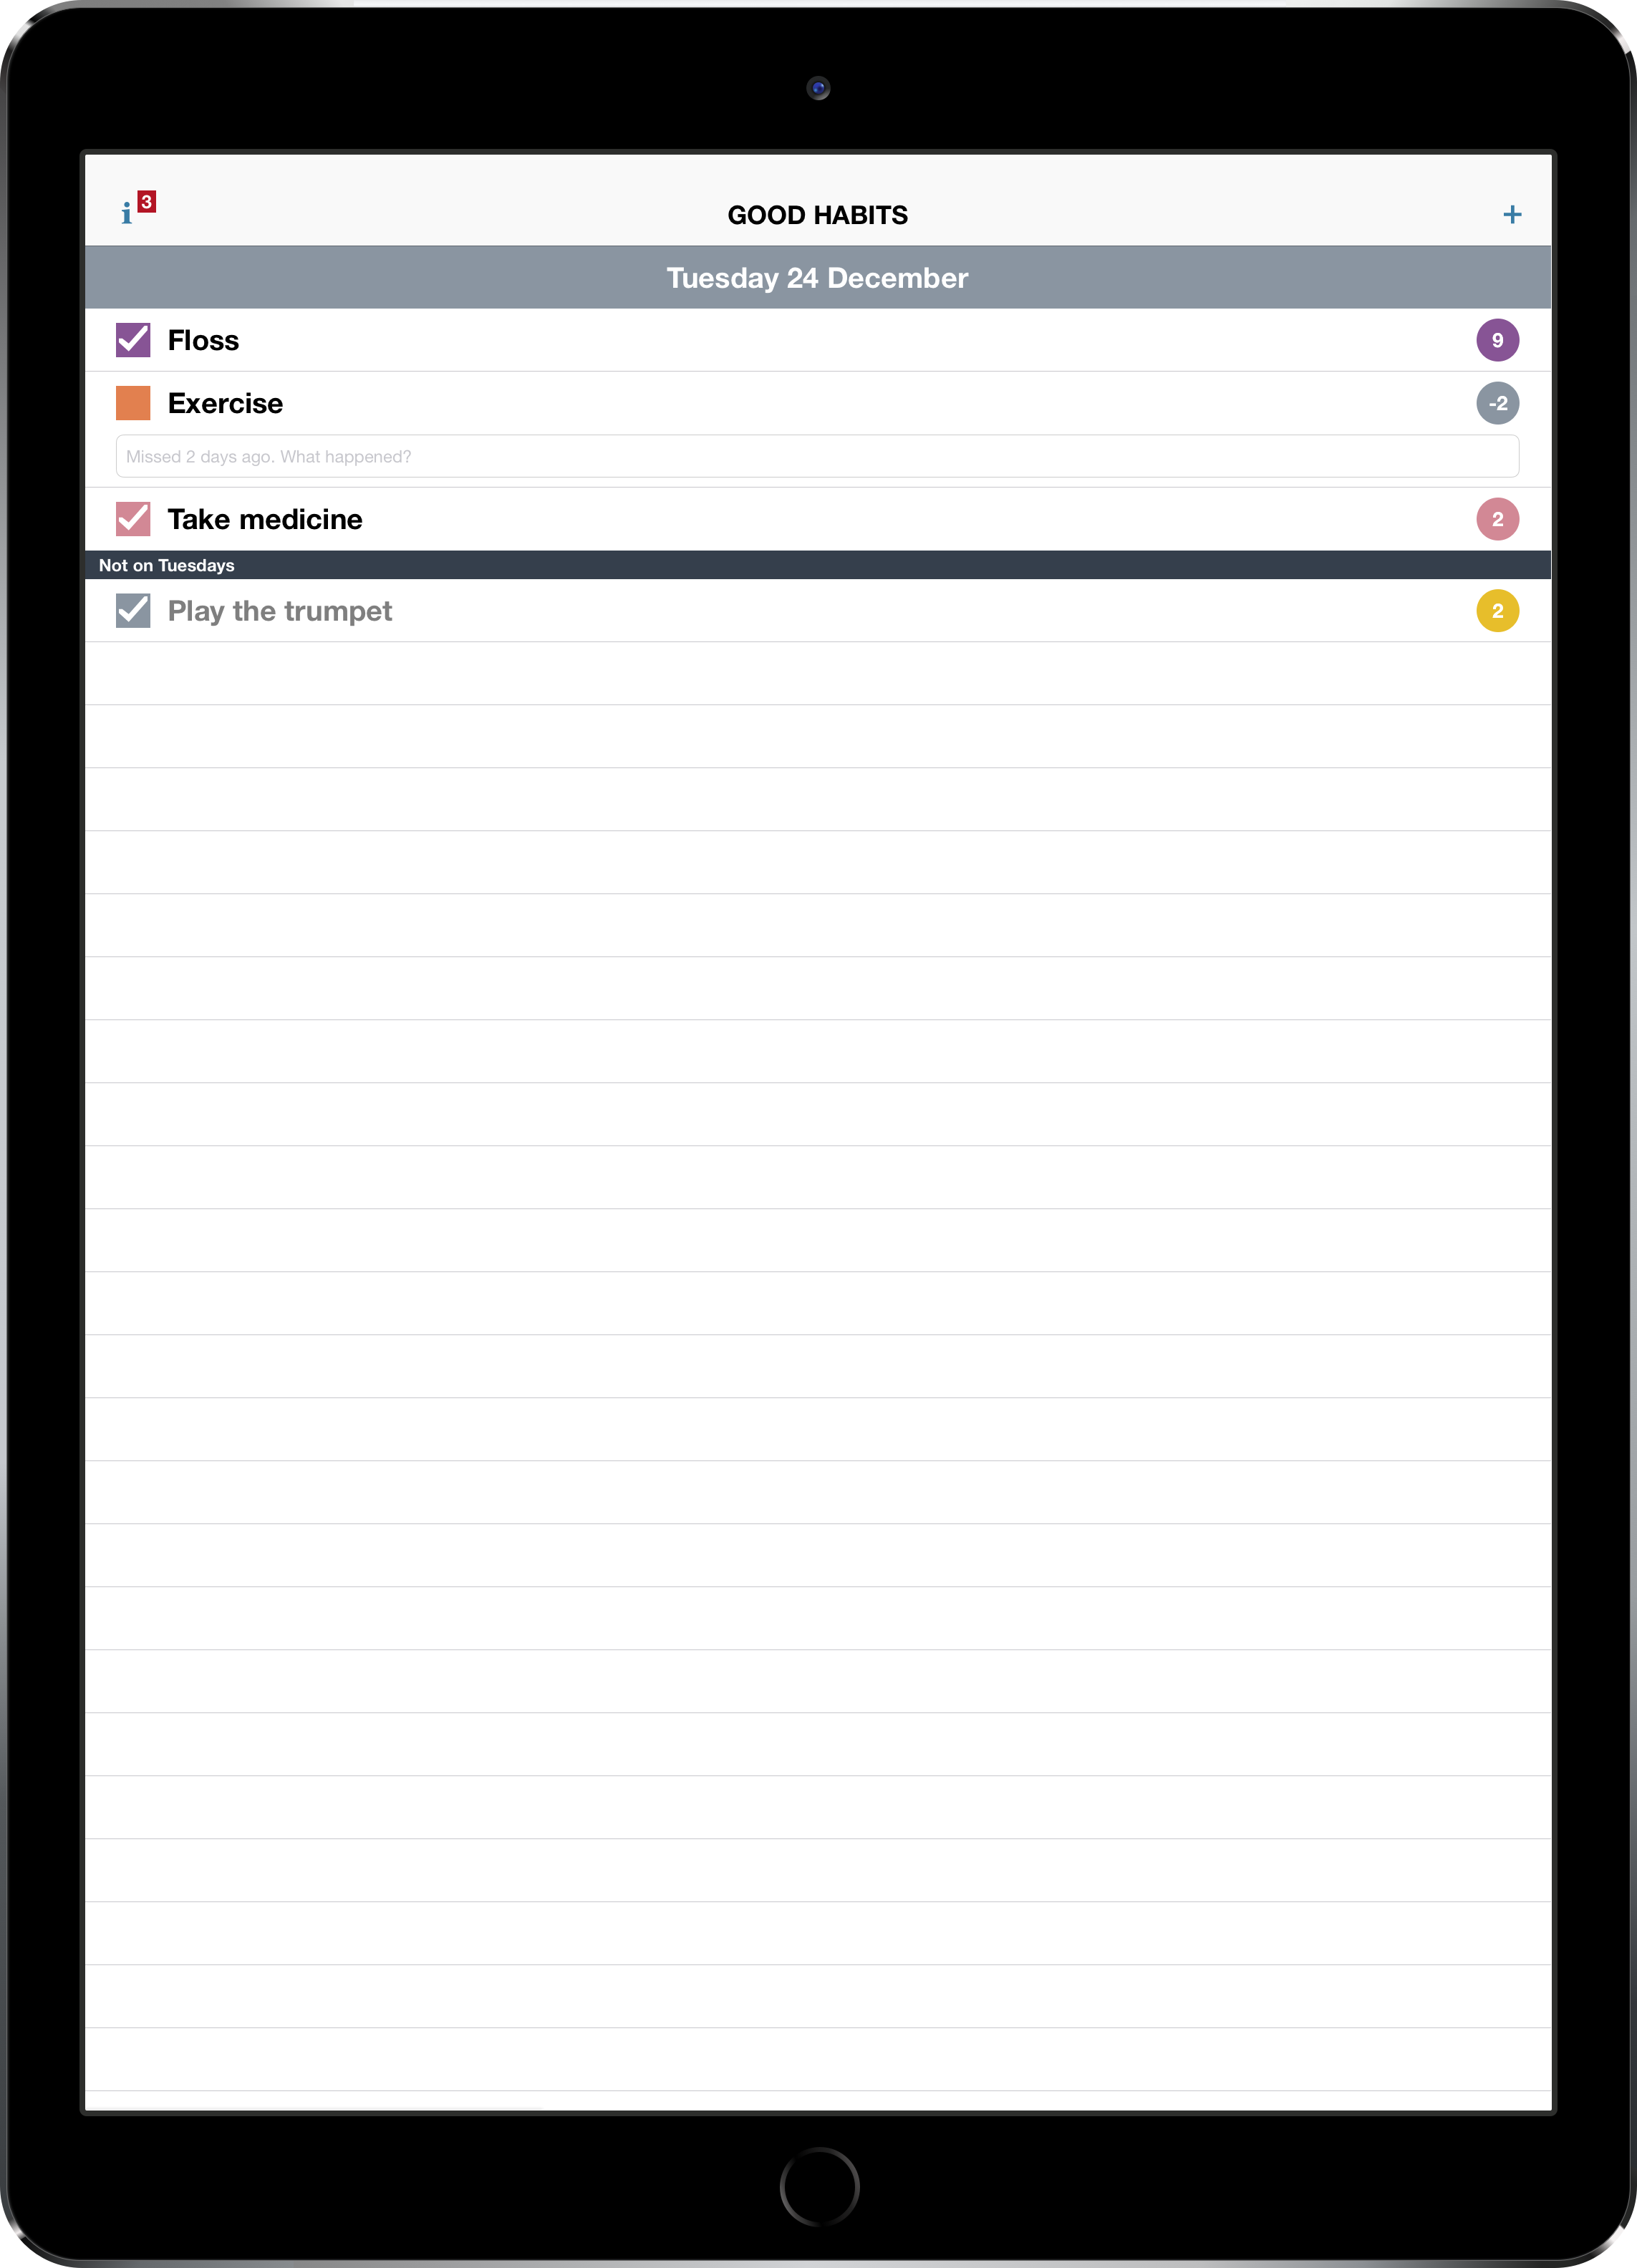 i 3
GOOD HABITS
+
Tuesday 24 December
Floss 9
Exercise -2
Missed 2 days ago. What happened?
Take medicine 2
Not on Tuesdays
Play the trumpet 2